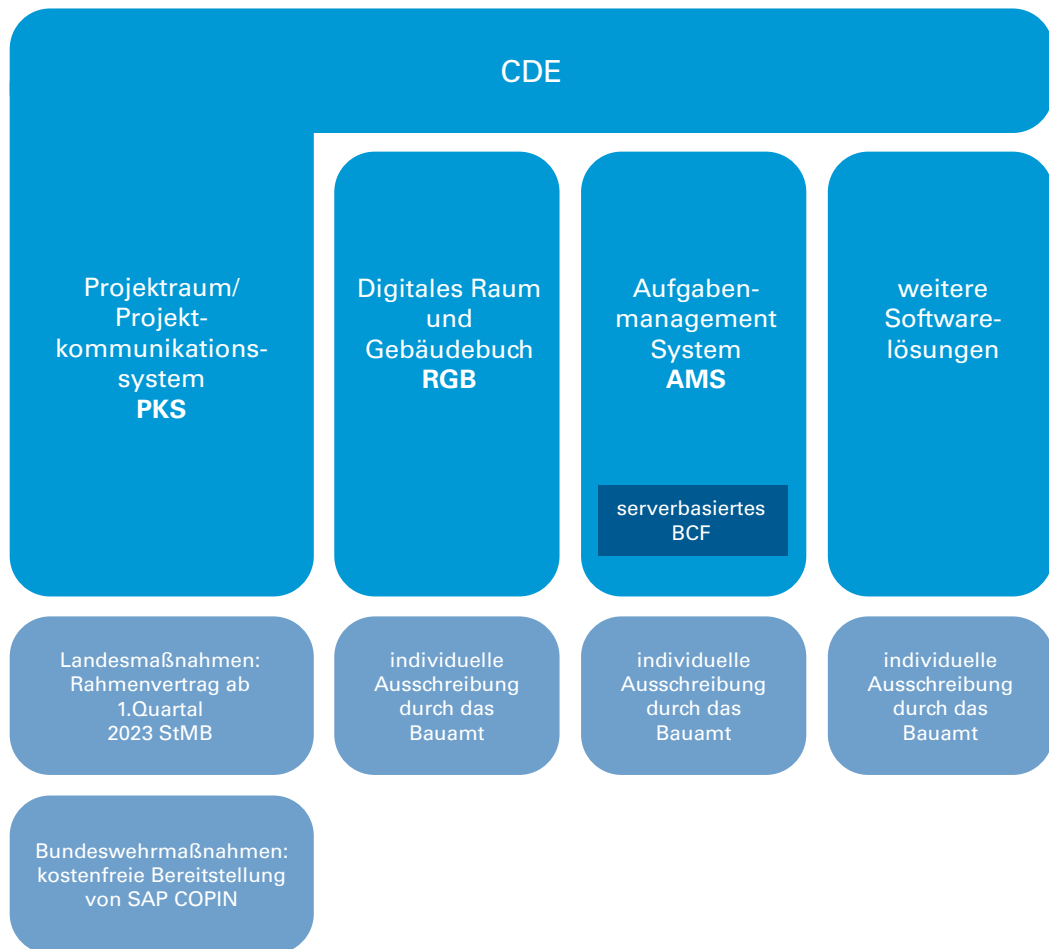 CDE
Projektraum/
Projekt-
kommunikations-
system
PKS
Digitales Raum
und
Gebäudebuch
RGB
Aufgaben-
management
System
AMS
serverbasiertes
BCF
weitere
Software-
lösungen
Landesmaßnahmen:
Rahmenvertrag ab
1.Quartal
2023 StMB
individuelle
Ausschreibung
durch das
Bauamt
individuelle
Ausschreibung
durch das
Bauamt
individuelle
Ausschreibung
durch das
Bauamt
Bundeswehrmaßnahmen:
kostenfreie Bereitstellung
von SAP COPIN